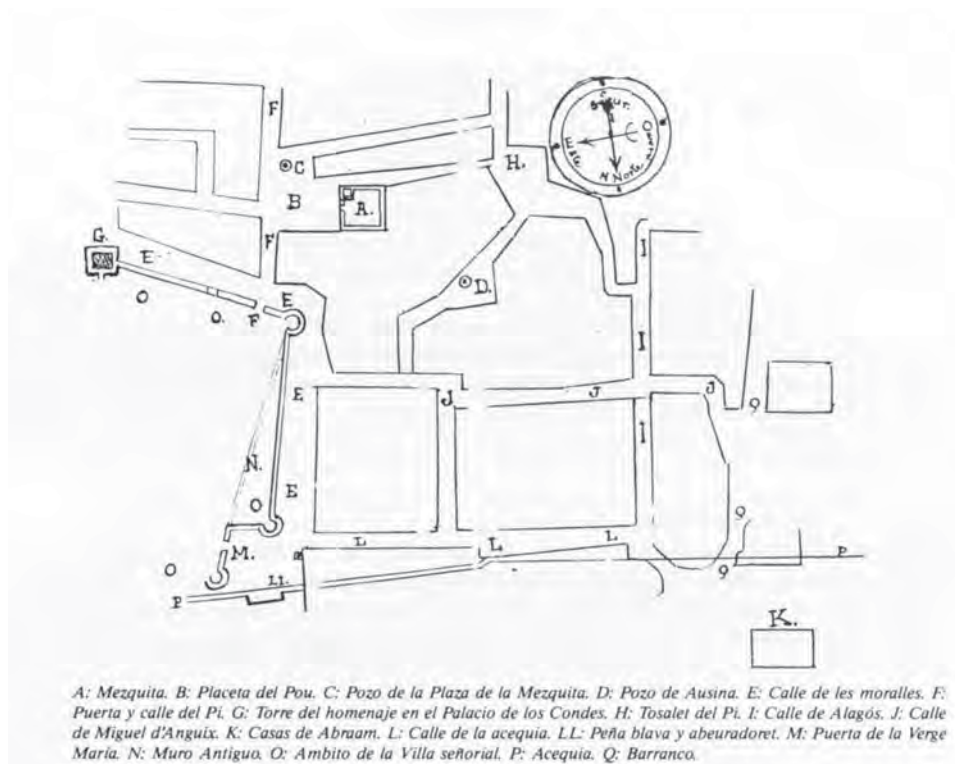 F
C
H.
B
A.
F
G.
E
O
O.
F
E
D.
I
I
I
J
J
J
E
E
N.
O
M.
O
L
L
L
LL.
P
P
Q
Q
Q
K.
Sur.
Este
Norte
A: Mezquita. B: Placeta del Pou. C: Pozo de la Plaza de la Mezquita. D: Pozo de Ausina. E: Calle de les moralles. F:
Puerta y calle del Pi. G: Torre del homenaje en el Palacio de los Condes. H: Tosalet del Pi. I: Calle de Alagós. J: Calle
de Miguel d'Anguix. K: Casas de Abraam. L: Calle de la acequia. LL: Peña blava y abeuradoret. M: Puerta de la Verge
María. N: Muro Antiguo. O: Ambito de la Villa señorial. P: Acequia. Q: Barranco.